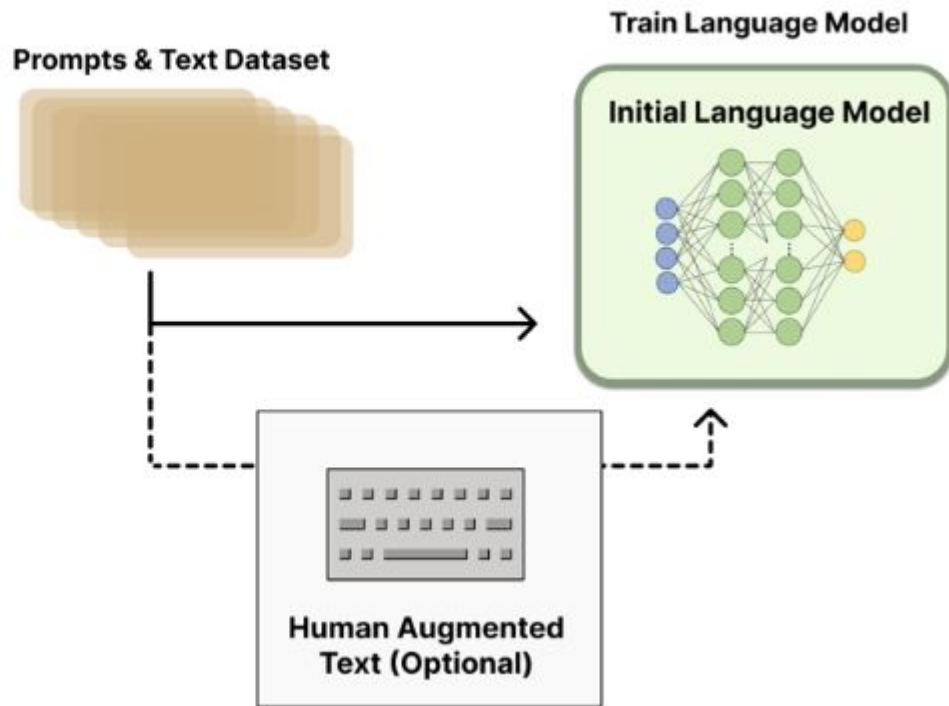 Train Language Model
Prompts & Text Dataset
Initial Language Model
Human Augmented
Text (Optional)